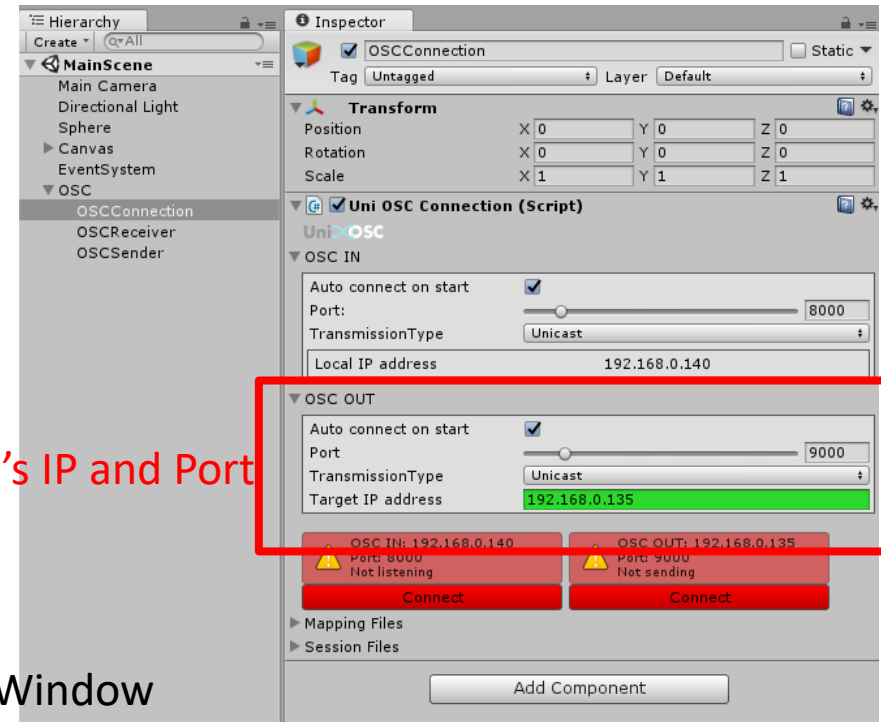 Hierarchy
Create
All
MainScene
Main Camera
Directional Light
Sphere
Canvas
EventSystem
OSC
OSCConnection
OSCReceiver
OSCSender
Inspector
OSCConnection Static
Tag Untagged Layer Default
Transform
Position X 0 Y 0 Z 0
Rotation X 0 Y 0 Z 0
Scale X 1 Y 1 Z 1
Uni OSC Connection (Script)
UniOSC
OSC IN
Auto connect on start
Port: 8000
TransmissionType Unicast
Local IP address 192.168.0.140
OSC OUT
Auto connect on start
Port 9000
TransmissionType Unicast
Target IP address 192.168.0.135
OSC IN: 192.168.0.140
Port: 8000
Not listening
Connect
OSC OUT: 192.168.0.135
Port: 9000
Not sending
Connect
Mapping Files
Session Files
Add Component
's IP and Port
Window